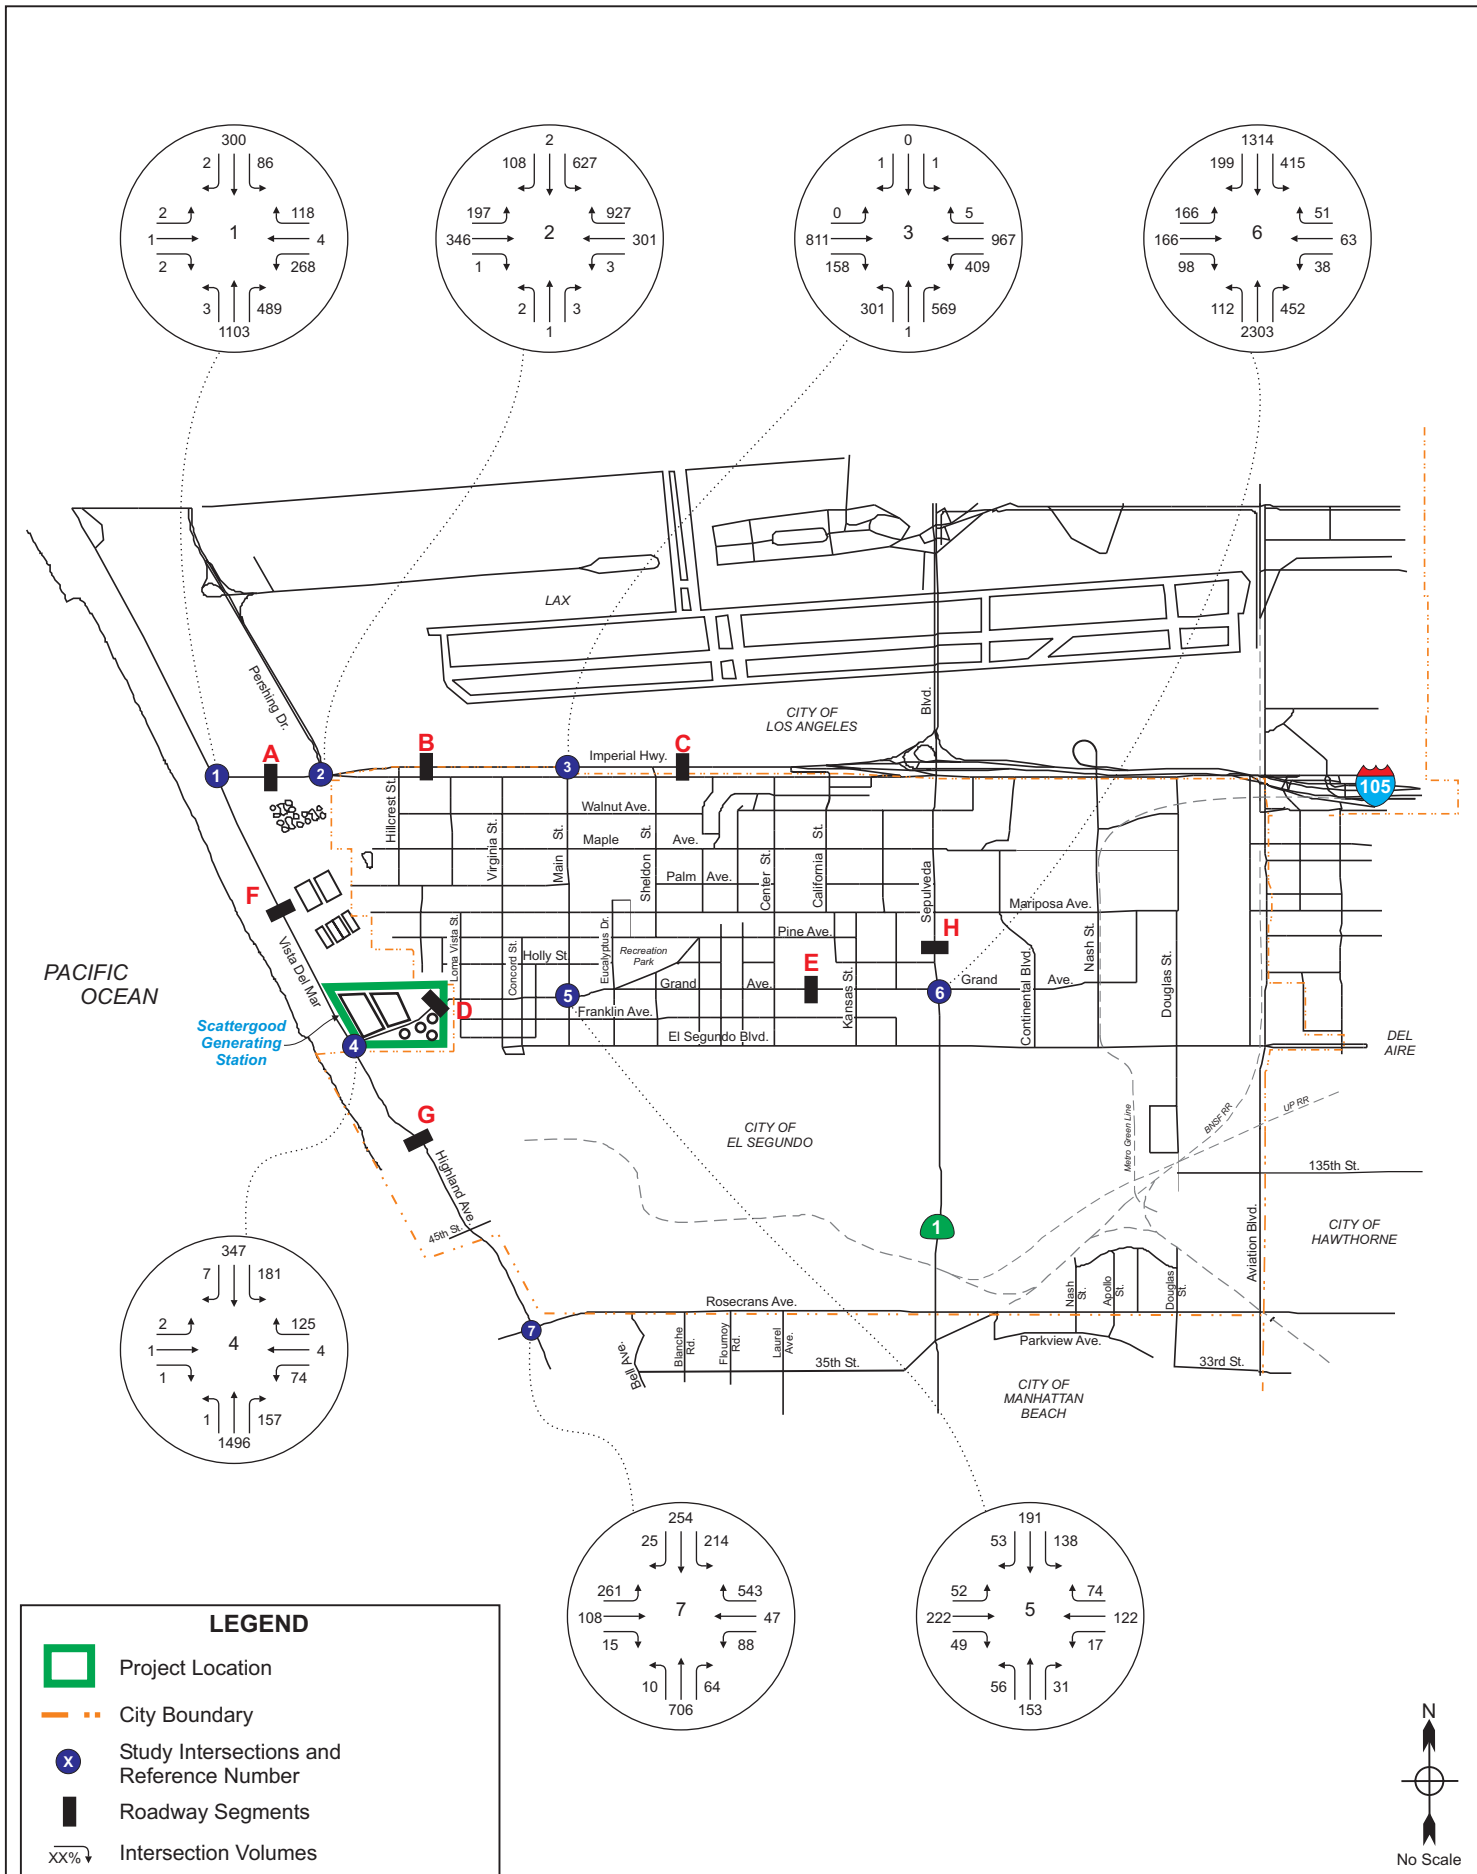 300
2 86
2 118
1 1 4
2 268
3 489
1103
2
108 627
197 927
346 2 301
1 3
2 3
1
0
1 1
0 5
811 3 967
158 409
301 569
1
1314
199 415
166 51
166 6 63
98 38
112 452
2303
LAX
Pershing Dr.
CITY OF
LOS ANGELES
Blvd.
A
B
C
Imperial Hwy.
1
2
3
105
Hillcrest St.
Walnut Ave.
Virginia St.
Main St.
Maple Ave.
Sheldon St.
Palm Ave.
Center St.
California St.
Sepulveda
Mariposa Ave.
F
Vista Del Mar
Loma Vista St.
Concord St.
Holly St.
Eucalyptus Dr.
Recreation
Park
Pine Ave.
H
Nash St.
Douglas St.
Continental Blvd.
PACIFIC
OCEAN
D
5
Grand Ave.
E
Kansas St.
6
Grand Ave.
Franklin Ave.
El Segundo Blvd.
Scattergood
Generating
Station
4
DEL
AIRE
G
Highland Ave.
45th St.
CITY OF
EL SEGUNDO
Metro Green Line
BNSF RR
UP RR
135th St.
1
Aviation Blvd.
CITY OF
HAWTHORNE
347
7 181
2 125
1 4 4
1 74
1 157
1496
Rosecrans Ave.
Nash
St.
Apollo
St.
Douglas
St.
7
Bell Ave.
Blanche
Rd.
Flournoy
Rd.
Laurel
Ave.
35th St.
Parkview Ave.
33rd St.
CITY OF
MANHATTAN
BEACH
254
25 214
261 543
108 7 47
15 88
10 64
706
191
53 138
52 74
222 5 122
49 17
56 31
153
LEGEND
Project Location
City Boundary
X
Study Intersections and
Reference Number
Roadway Segments
XX%
Intersection Volumes
N
No Scale